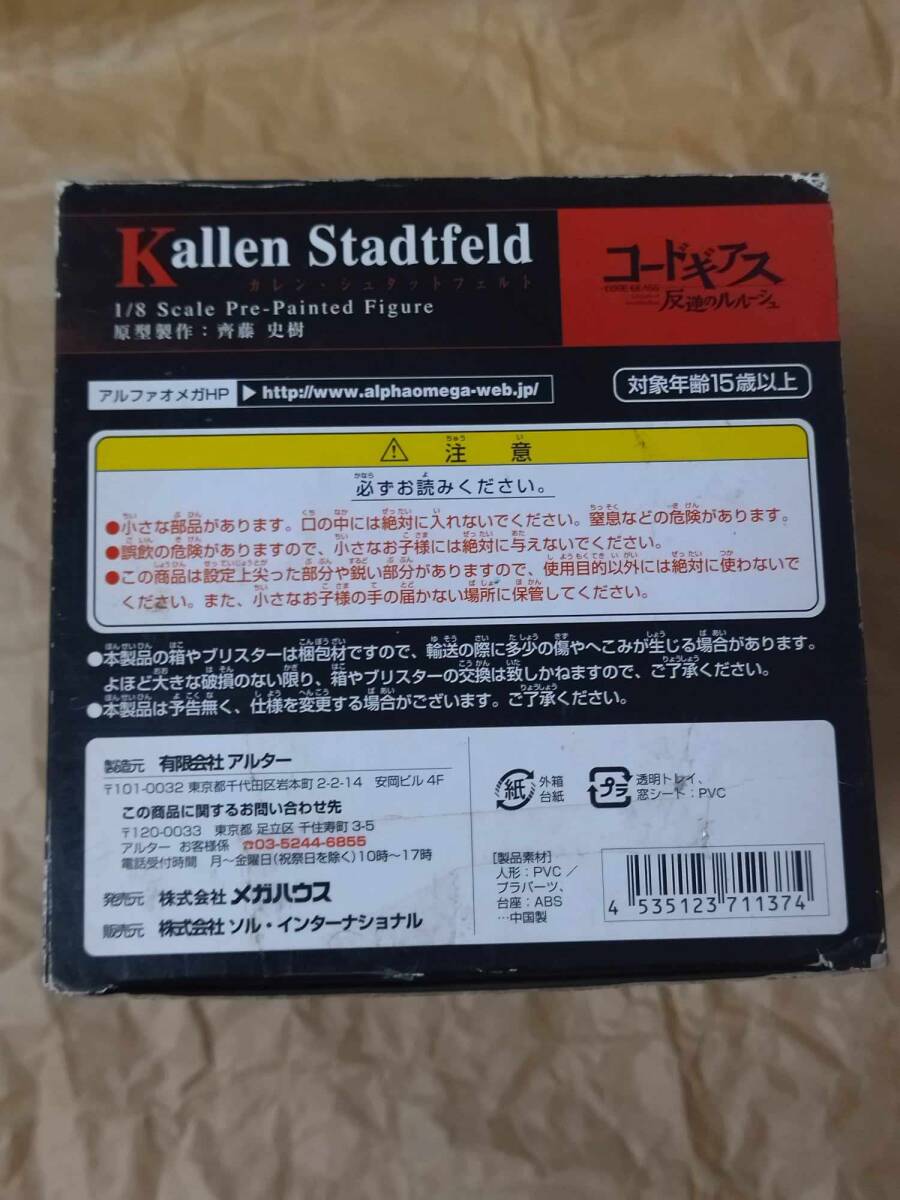 Kallen Stadtfeld
カレン・シュタットフェルト
1/8 Scale Pre-Painted Figure
原型製作：齊藤 史樹
コードギアス
CODE GEASS
反逆のルルーシュ
アルファオメガHP ▶http://www.alphaomega-web.jp/
対象年齢15歳以上
⚠ 注意
必ずお読みください。
●小さな部品があります。口の中には絶対に入れないでください。窒息などの危険があります。
●誤飲の危険がありますので、小さなお子様には絶対に与えないでください。
●この商品は設定上尖った部分や鋭い部分がありますので、使用目的以外には絶対に使わないで
ください。また、小さなお子様の手の届かない場所に保管してください。
●本製品の箱やブリスターは梱包材ですので、輸送の際に多少の傷やへこみが生じる場合があります。
よほど大きな破損のない限り、箱やブリスターの交換は致しかねますので、ご了承ください。
●本製品は予告無く、仕様を変更する場合がございます。ご了承ください。
製造元 有限会社 アルター
〒101-0032 東京都千代田区岩本町 2-2-14 安岡ビル 4F
この商品に関するお問い合わせ先
〒120-0033 東京都 足立区 千住寿町 3-5
アルター お客様係 ☎03-5244-6855
電話受付時間 月〜金曜日(祝祭日を除く)10時〜17時
発売元 株式会社 メガハウス
販売元 株式会社 ソル・インターナショナル
紙 外箱
台紙
プラ 透明トレイ、
窓シート：PVC
[製品素材]
人形：PVC／
プラパーツ、
台座：ABS
…中国製
4 535123 711374